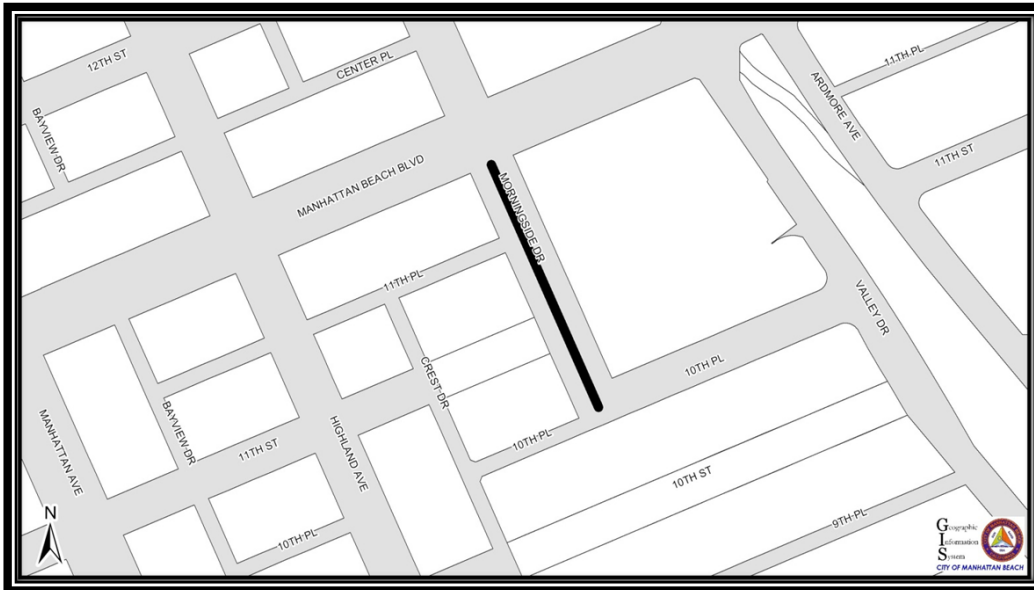 12TH ST
CENTER PL
11TH PL
BAYVIEW DR
ARDMORE AVE
11TH ST
MANHATTAN BEACH BLVD
MORNINGSIDE DR
11TH PL
VALLEY DR
10TH PL
CREST DR
MANHATTAN AVE
BAYVIEW DR
HIGHLAND AVE
11TH ST
10TH PL
10TH ST
9TH PL
10TH PL
N
Geographic
Information
System
CITY OF MANHATTAN BEACH